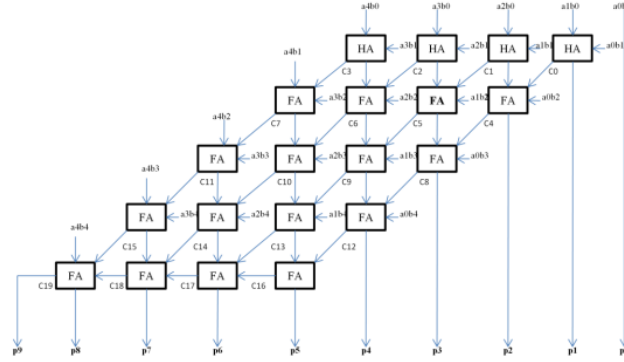 a4b0 a3b0 a2b0 a1b0 a0b
HA a3b1 HA a2b1 HA a1b1 HA a0b1
a4b1 C3 C2 C1 C0
FA a3b2 FA a2b2 FA a1b2 FA a0b2
a4b2 C7 C6 C5 C4
FA a3b3 FA a2b3 FA a1b3 FA a0b3
a4b3 C11 C10 C9 C8
FA a3b4 FA a2b4 FA a1b4 FA a0b4
a4b4 C15 C14 C13 C12
FA FA FA FA
C19 C18 C17 C16
p9 p8 p7 p6 p5 p4 p3 p2 p1 p